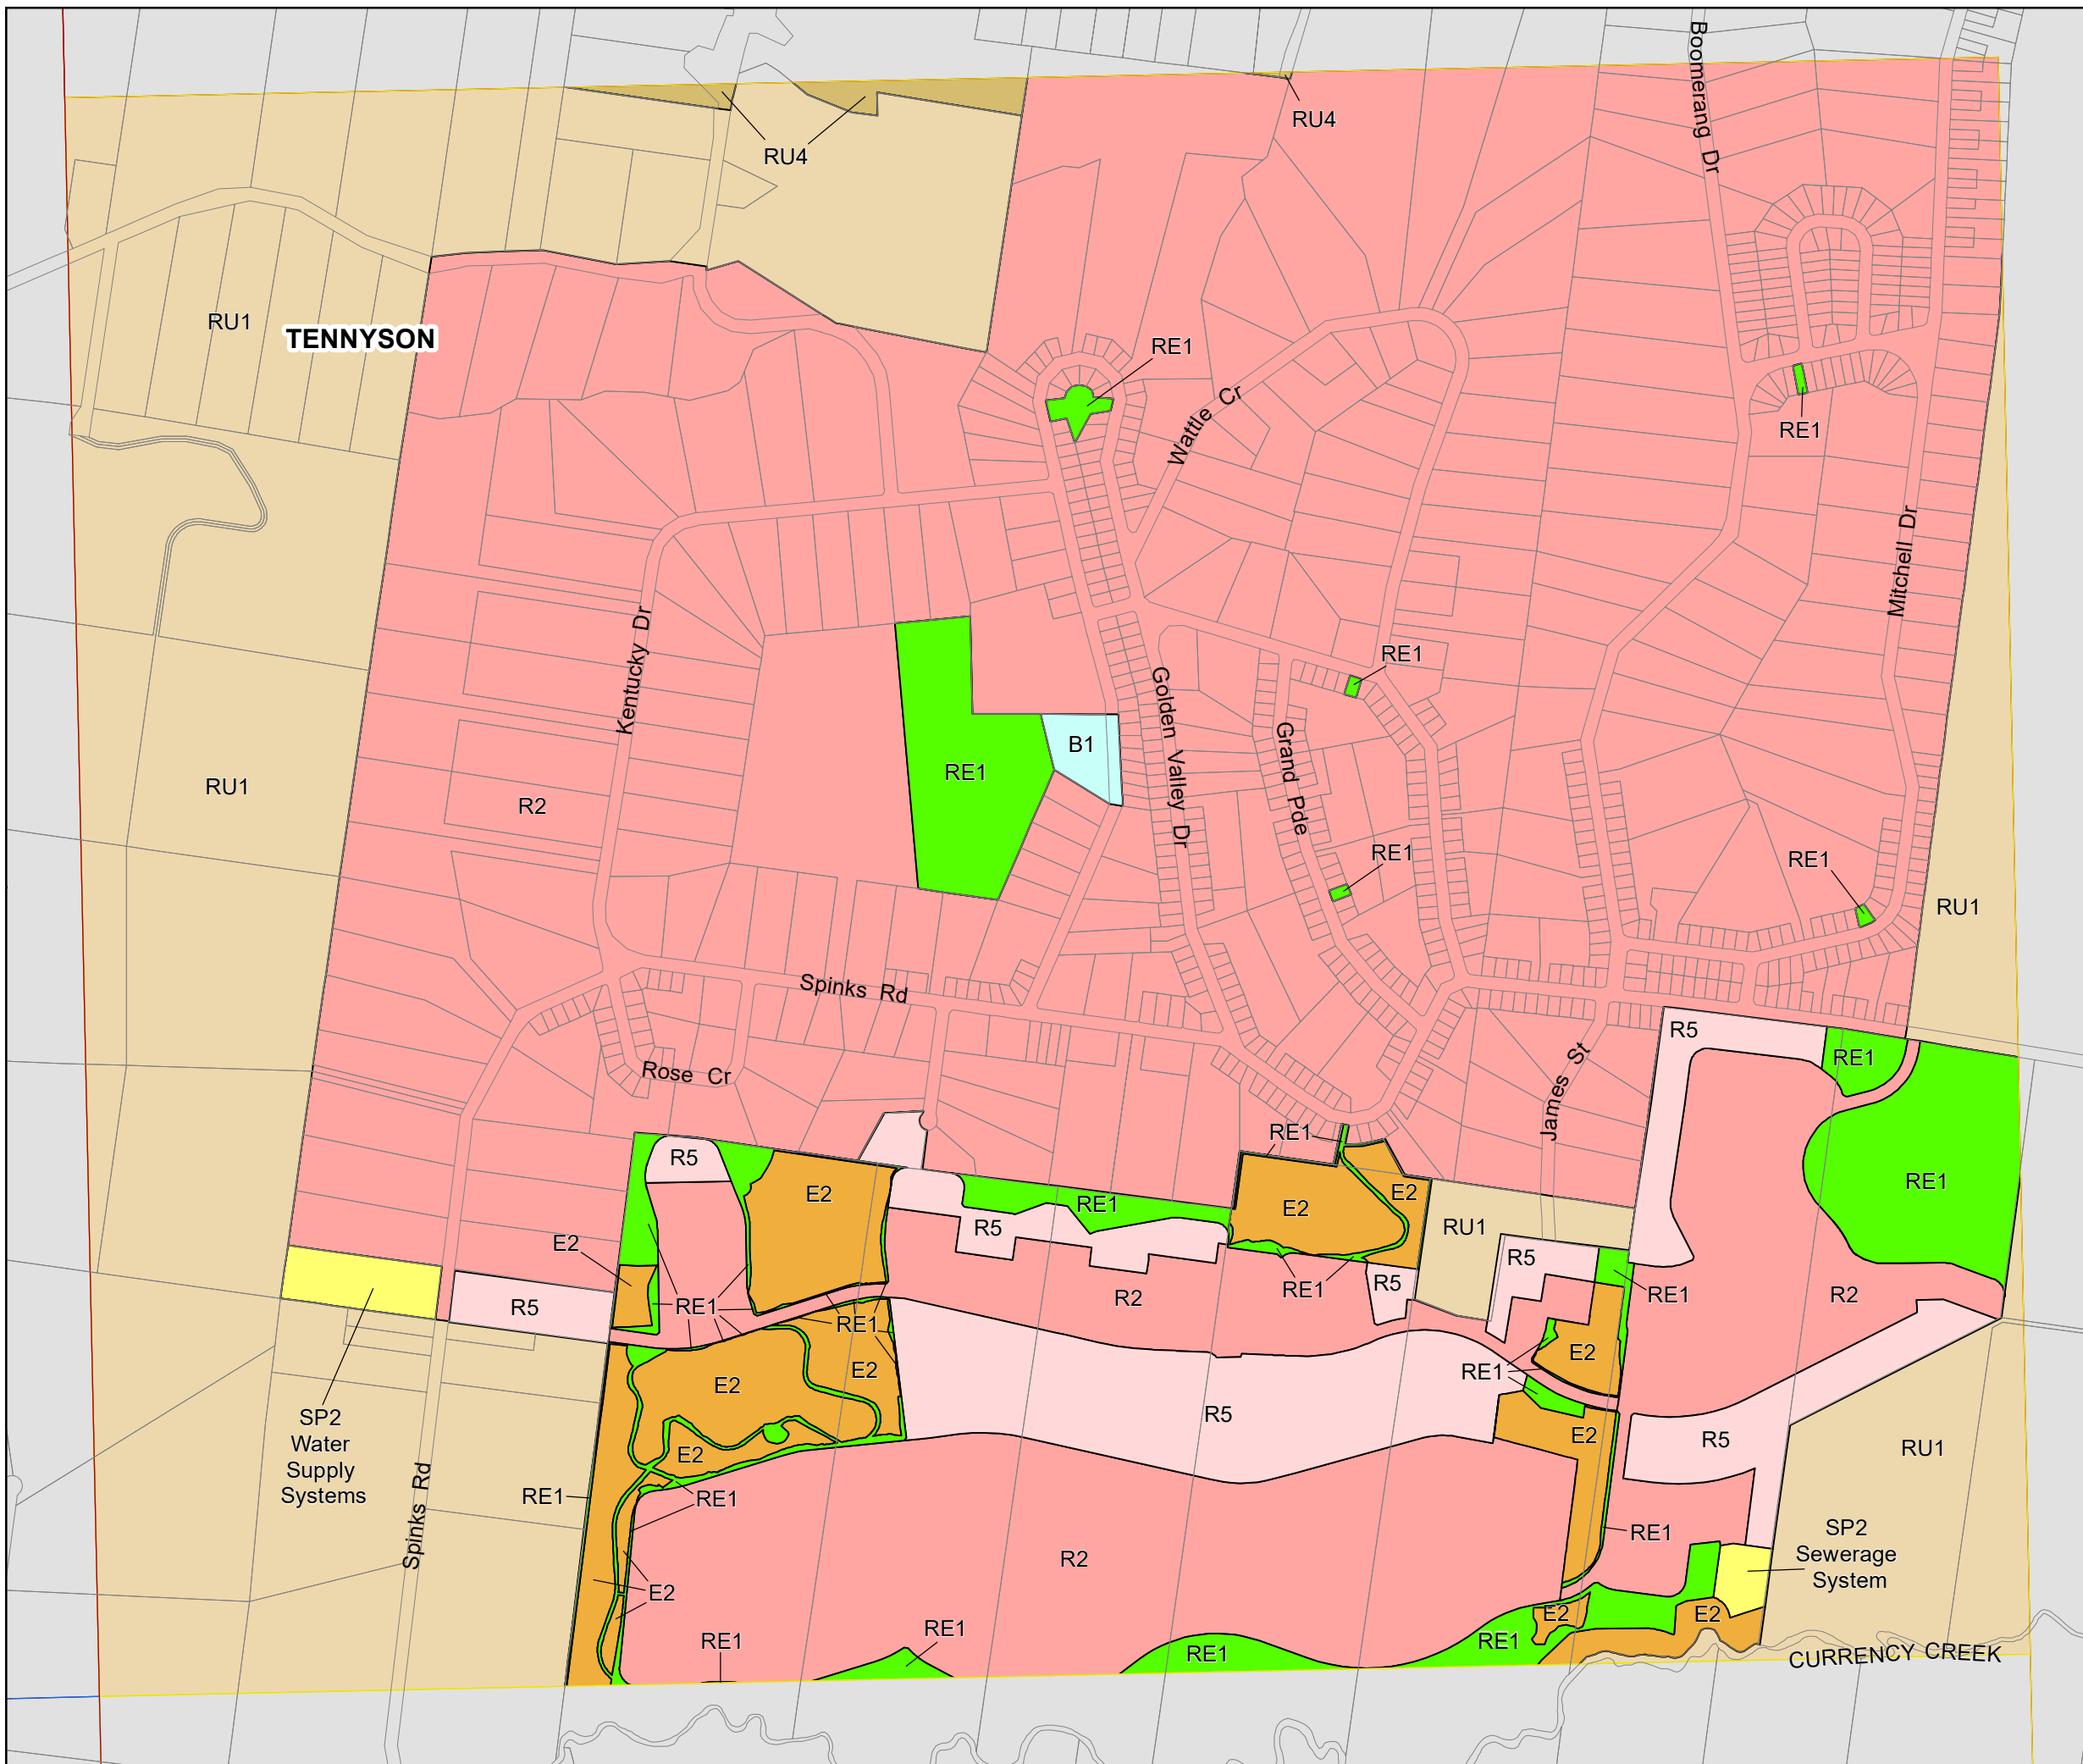 Boomerang Dr
RU4
RU4
RU1
TENNYSON
RE1
Wattle Cr
RE1
Mitchell Dr
Kentucky Dr
RE1
Golden Valley Dr
B1
RE1
Grand Pde
RU1
R2
RE1
RE1
RU1
Spinks Rd
R5
James St
RE1
Rose Cr
RE1
R5
RE1
E2
E2
E2
RE1
R5
RU1
E2
R5
R5
RE1
RE1
R2
RE1
R2
R5
RE1
E2
E2
RE1
E2
R5
SP2
Water
Supply
Systems
E2
R5
RU1
E2
RE1
RE1
Spinks Rd
RE1
SP2
Sewerage
System
R2
E2
E2
E2
RE1
RE1
RE1
RE1
CURRENCY CREEK